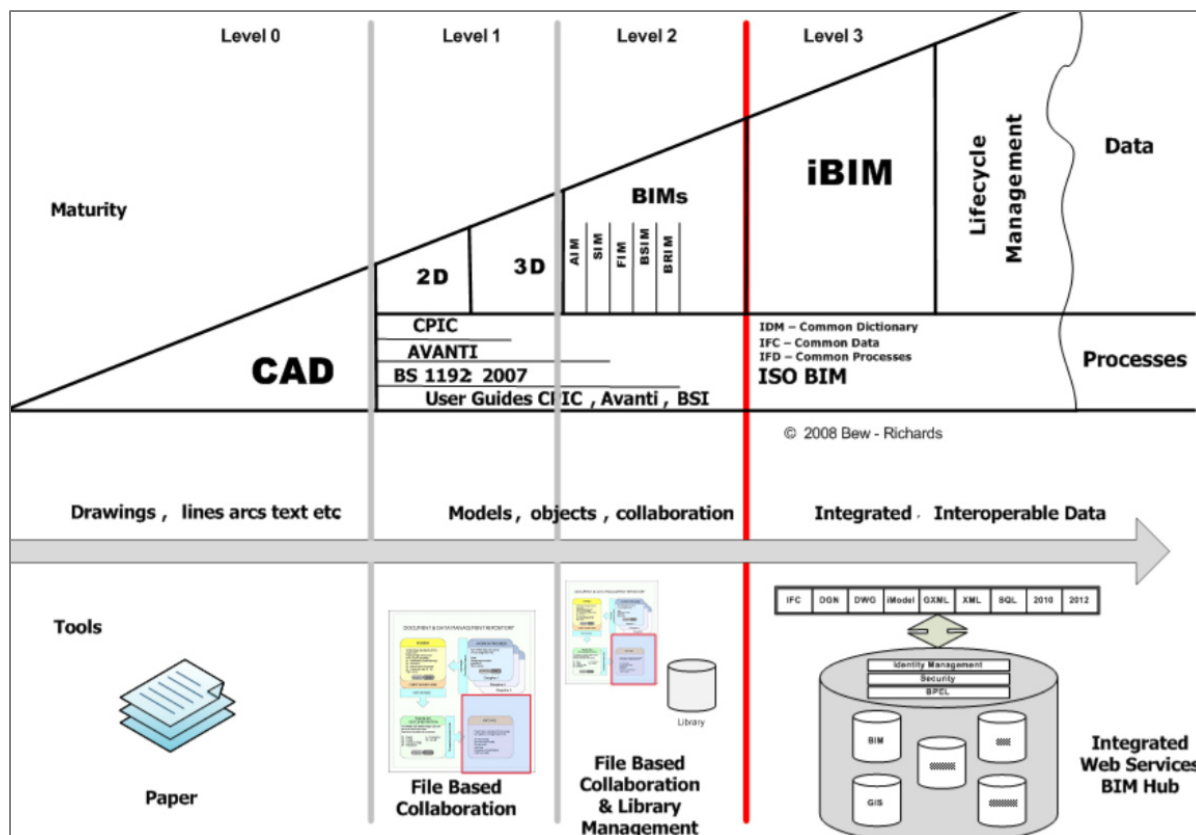 Level 0
Level 1
Level 2
Level 3
Maturity
CAD
2D
3D
BIMs
AIM
SIM
FIM
BSIM
BRIM
iBIM
Lifecycle
Management
Data
CPIC
AVANTI
BS 1192: 2007
User Guides CPIC , Avanti , BSI
IDM – Common Dictionary
IFC – Common Data
IFD – Common Processes
ISO BIM
Processes
© 2008 Bew - Richards
Drawings , lines arcs text etc
Models , objects , collaboration
Integrated , Interoperable Data
Tools
Paper
DOCUMENT & DATA MANAGEMENT REPOSITORY
File Based
Collaboration
Library
File Based
Collaboration
& Library
Management
IFC DGN DWG iModel GXML XML SQL 2010 2012
Identity Management
Security
BPEL
BIM
GIS
Integrated
Web Services
BIM Hub